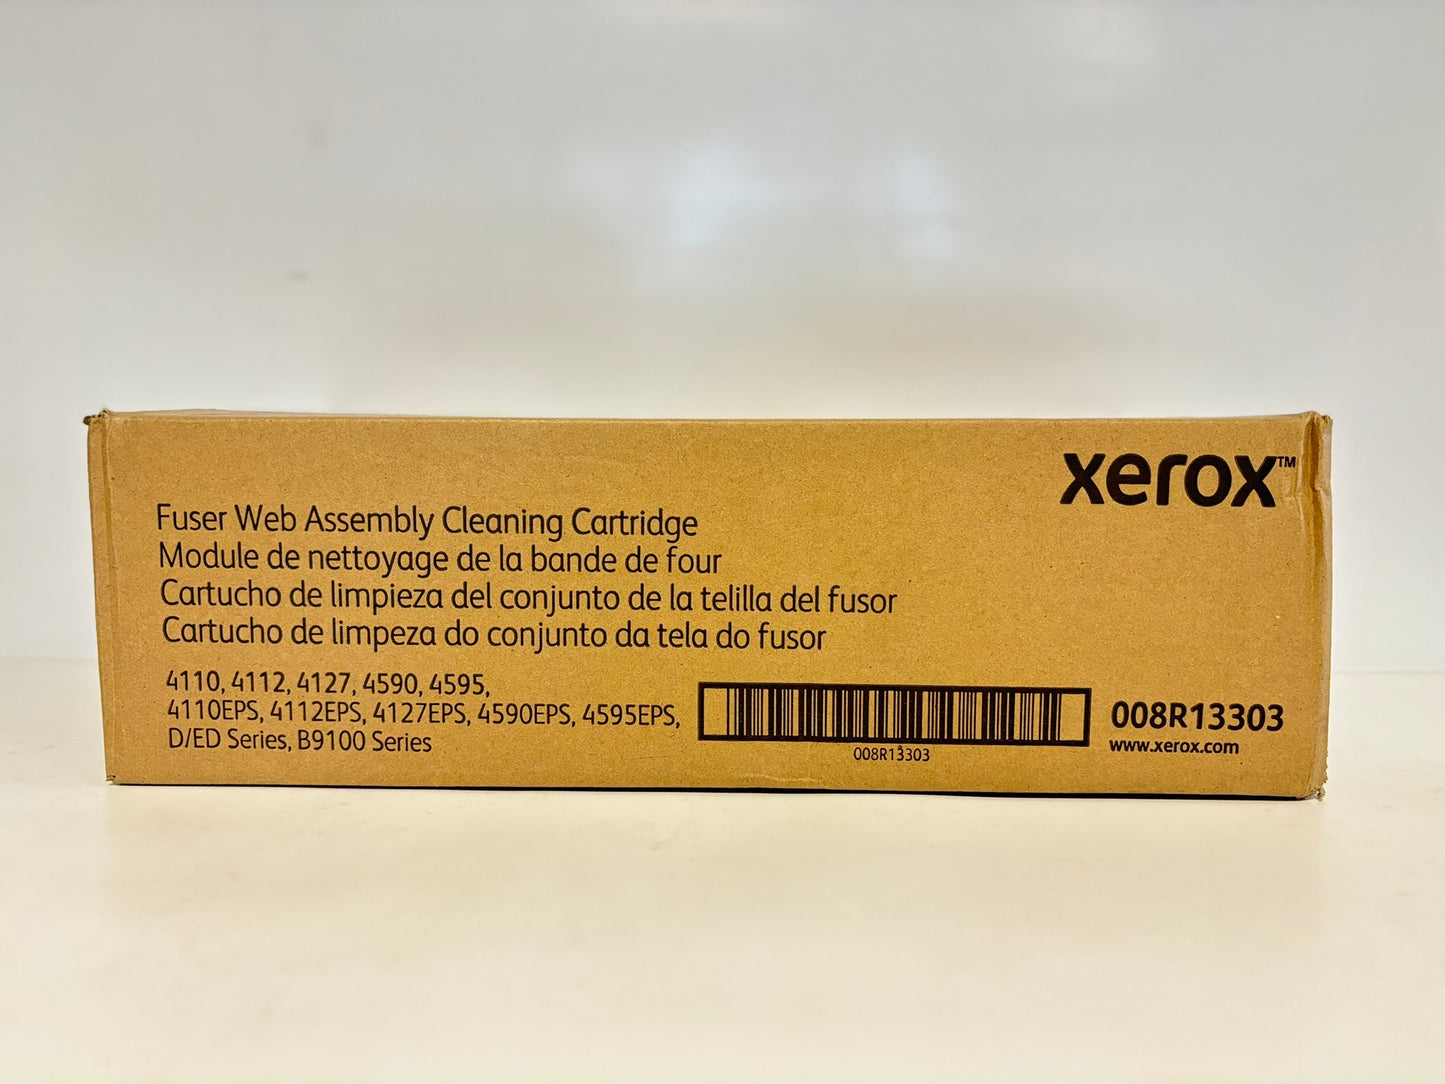 xerox™
Fuser Web Assembly Cleaning Cartridge
Module de nettoyage de la bande de four
Cartucho de limpieza del conjunto de la telilla del fusor
Cartucho de limpeza do conjunto da tela do fusor
4110, 4112, 4127, 4590, 4595,
4110EPS, 4112EPS, 4127EPS, 4590EPS, 4595EPS,
D/ED Series, B9100 Series
008R13303
008R13303
www.xerox.com